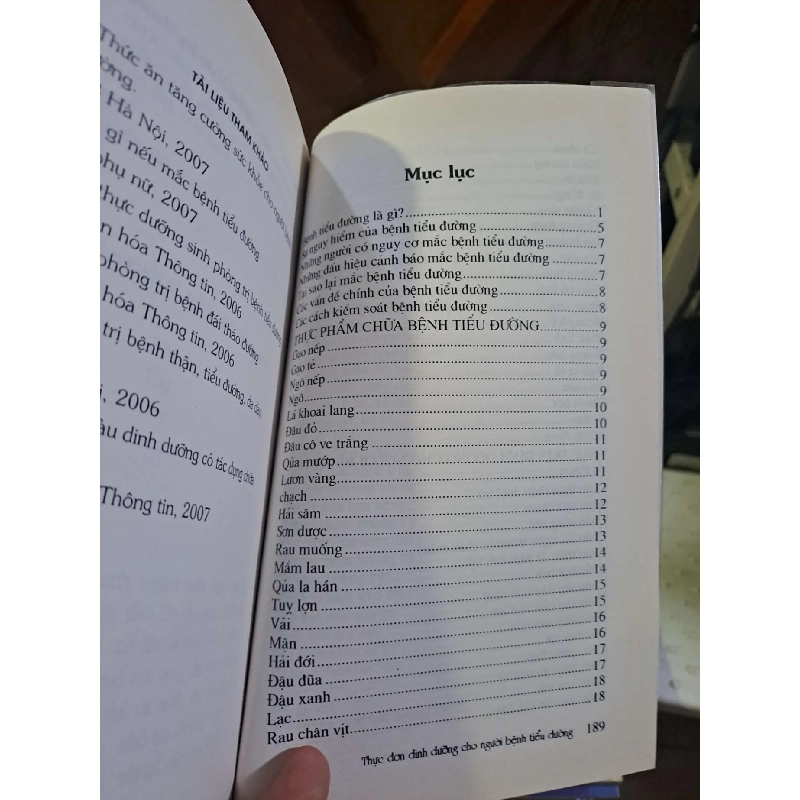 TÀI LIỆU THAM KHẢO
Thức ăn tăng cường sức khỏe cho người
Hà Nội, 2007
gì nếu mắc bệnh tiểu đường
phụ nữ, 2007
thực dưỡng sinh phòng trị bệnh tiểu đường
hóa Thông tin, 2006
phòng trị bệnh đái tháo đường
hóa Thông tin, 2006
trị bệnh thận, tiểu đường, dạ dày
2006
dinh dưỡng có tác dụng chữa
Thông tin, 2007
Mục lục
Bệnh tiểu đường là gì? 1
Sự nguy hiểm của bệnh tiểu đường 5
Những người có nguy cơ mắc bệnh tiểu đường 7
Những dấu hiệu cảnh báo mắc bệnh tiểu đường 7
Tại sao lại mắc bệnh tiểu đường 7
Các vấn đề chính của bệnh tiểu đường 8
Các cách kiểm soát bệnh tiểu đường 8
THỰC PHẨM CHỮA BỆNH TIỂU ĐƯỜNG 9
Gạo nếp 9
Gạo tẻ 9
Ngô nếp 9
Ngô 9
Lá khoai lang 10
Đậu đỏ 10
Đậu cô ve trắng 11
Qủa mướp 11
Lươn vàng 11
chạch 12
Hải sâm 12
Sơn dược 13
Rau muống 13
Mầm lau 14
Qủa la hán 14
Tuỵ lợn 15
Vải 15
Mận 16
Hải đới 16
Đậu đũa 17
Đậu xanh 17
Lạc 18
Rau chân vịt 18
Thực đơn dinh dưỡng cho người bệnh tiểu đường 189